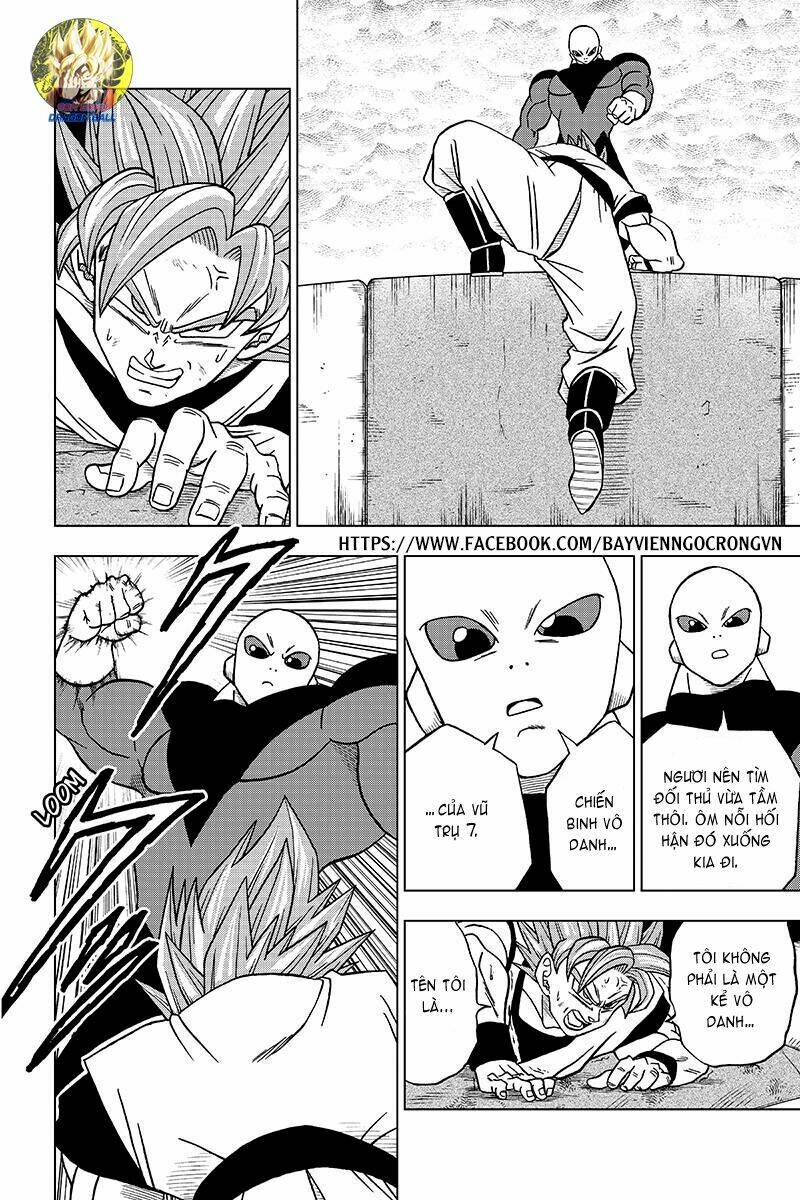 HTTPS://WWW.FACEBOOK.COM/BAYVIENNGOCRONGVN
NGƯƠI NÊN TÌM
ĐỐI THỦ VỪA TẦM
THÔI. ÔM NỖI HỐI
HẬN ĐÓ XUỐNG
KIA ĐI.
CHIẾN
BINH VÔ
DANH...
...CỦA VŨ
TRỤ 7.
TÔI KHÔNG
PHẢI LÀ MỘT
KẺ VÔ
DANH...
TÊN TÔI
LÀ...
LOOM